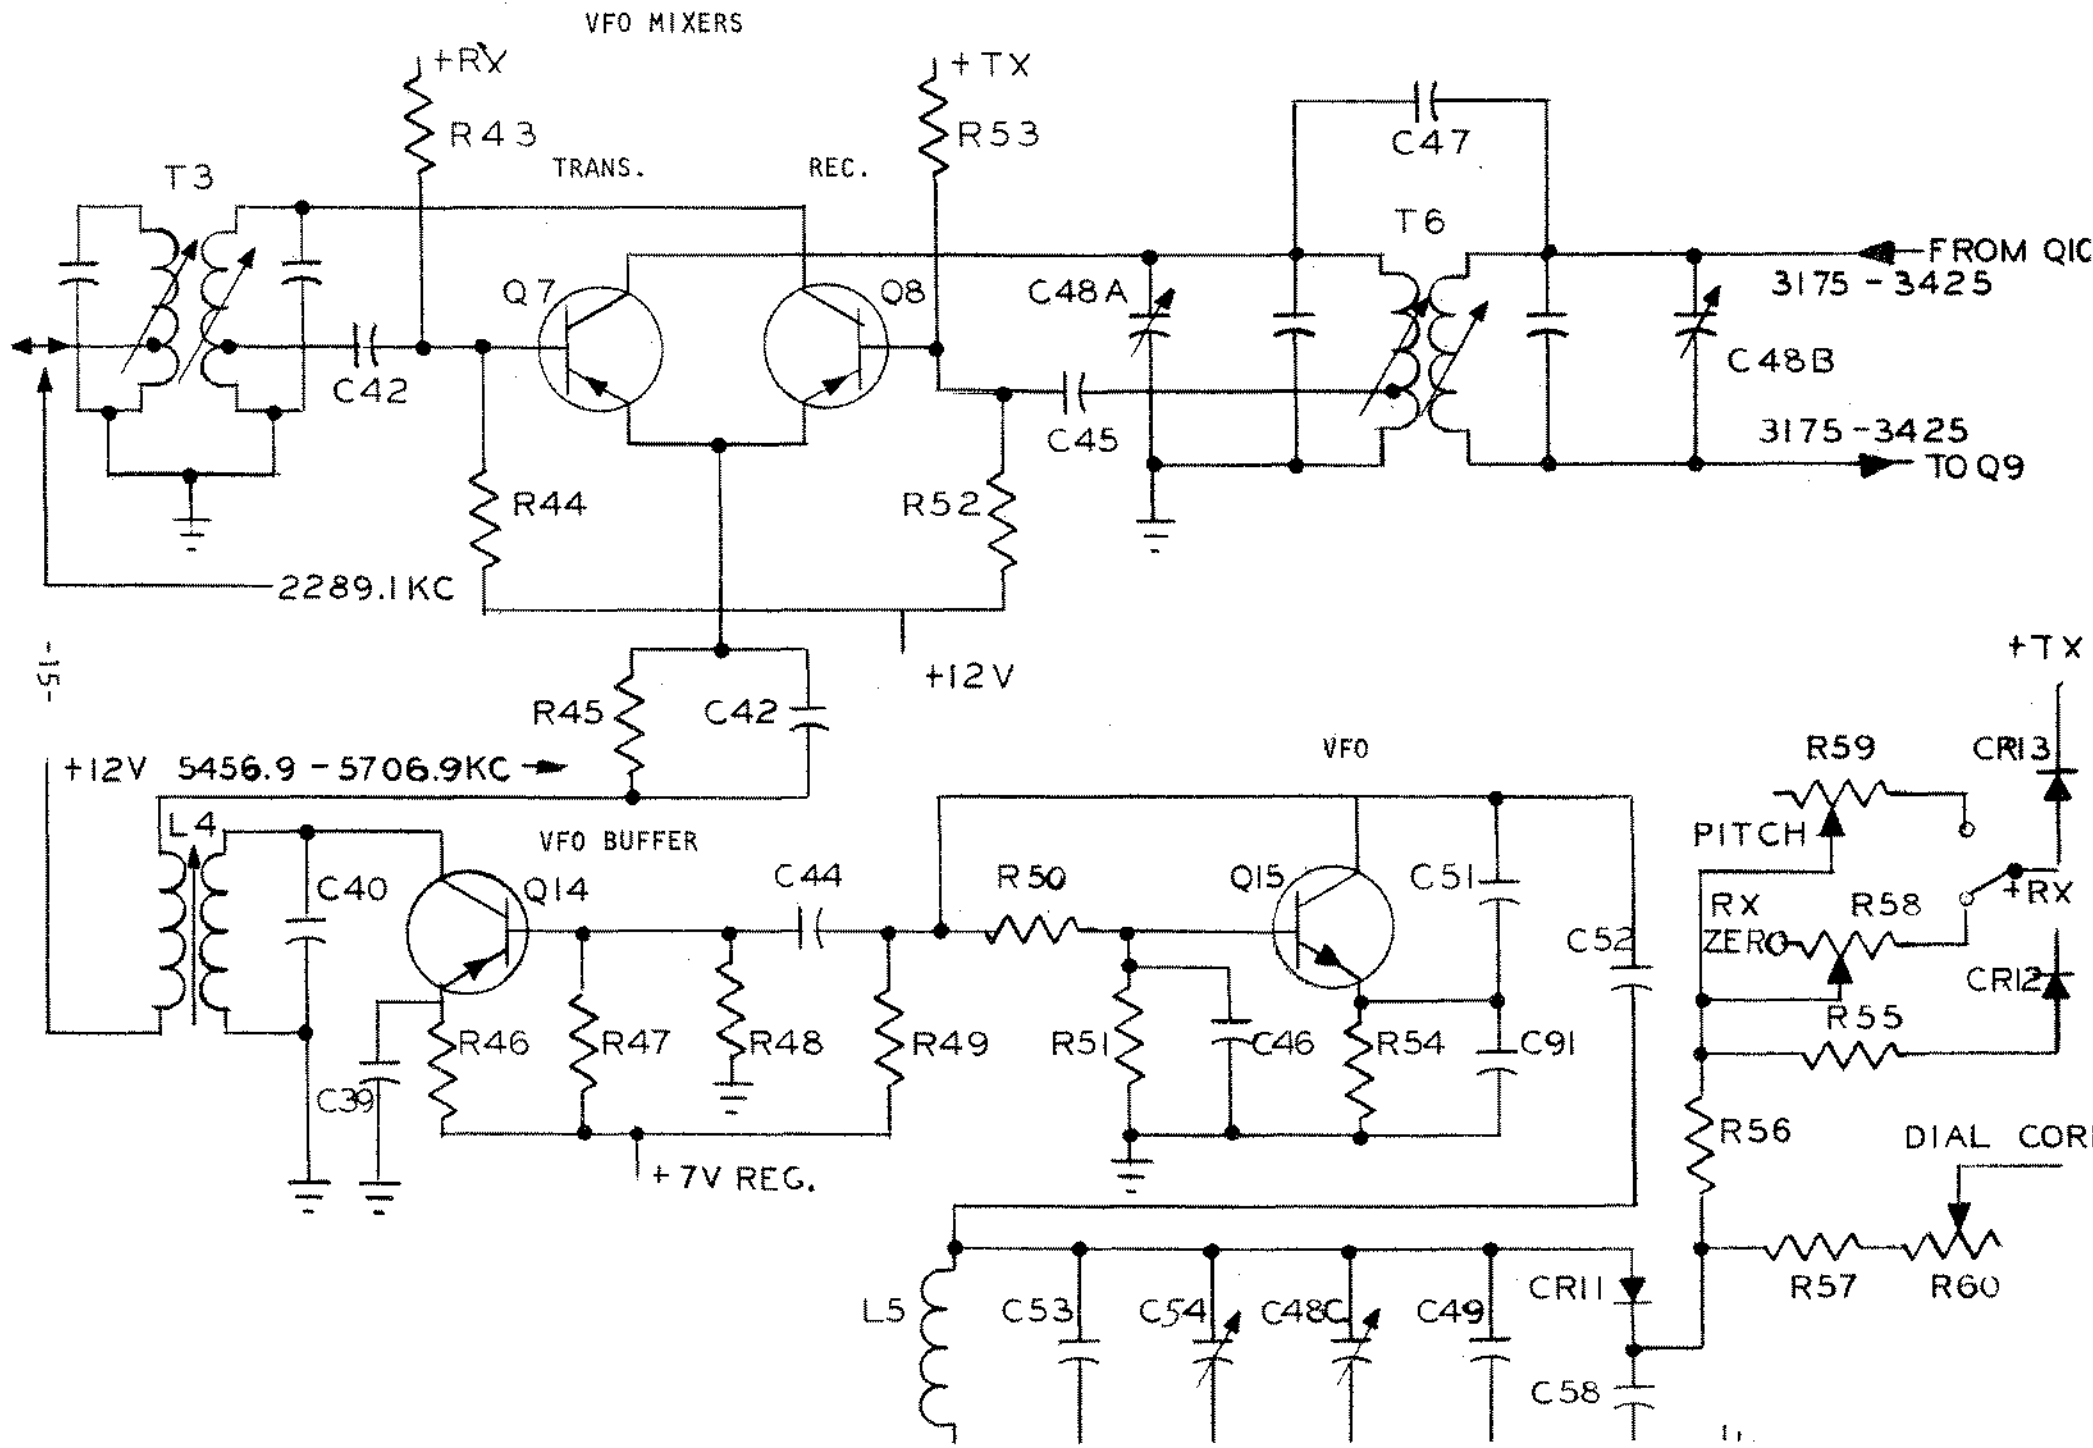 VFO MIXERS
+RX
+TX
R43
R53
C47
T3
TRANS.
REC.
T6
Q7
Q8
C48A
FROM Q10
3175-3425
C42
C45
C48B
3175-3425
TO Q9
R44
R52
2289.1KC
+12V
-15-
+TX
R45
C42
+12V 5456.9-5706.9KC
VFO
R59
CR13
L4
VFO BUFFER
PITCH
C40
Q14
C44
R50
Q15
C51
RX
ZERO
R58
+RX
C52
CR12
R46
R47
R48
R49
R51
C46
R54
C91
R55
C39
R56
DIAL COR
+7V REG.
L5
C53
C54
C48C
C49
CR11
R57
R60
C58